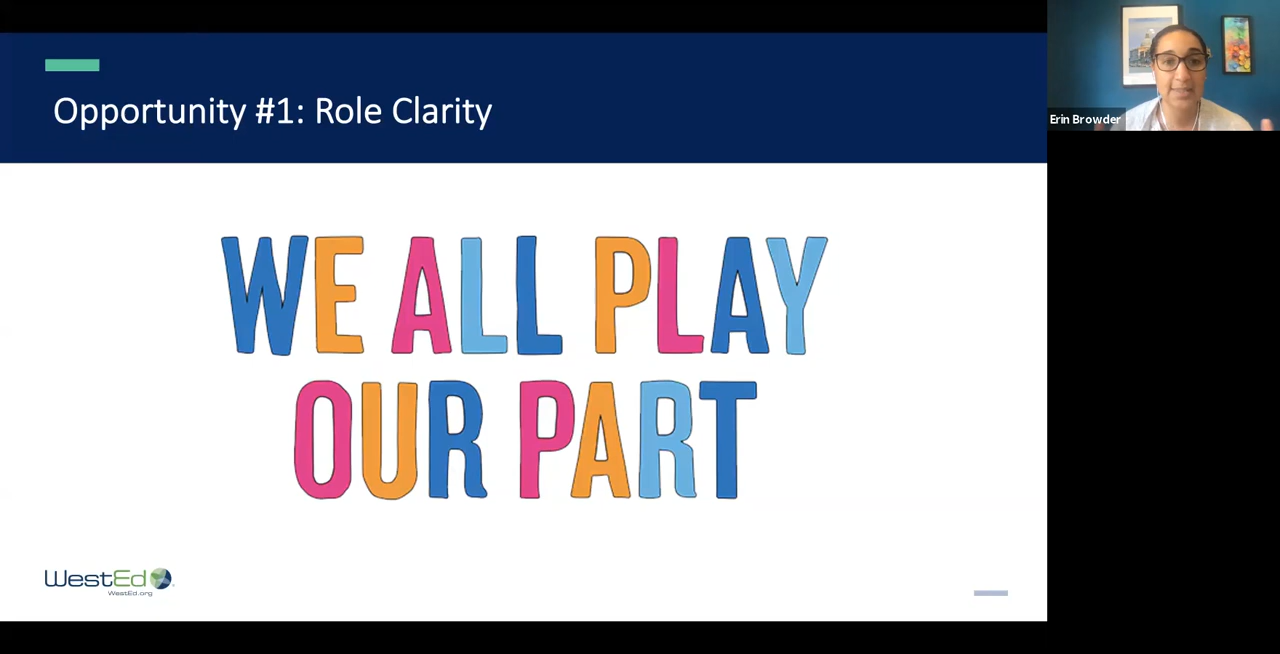 Opportunity #1: Role Clarity
Erin Browder
WE ALL PLAY
OUR PART
WestEd
WestEd.org